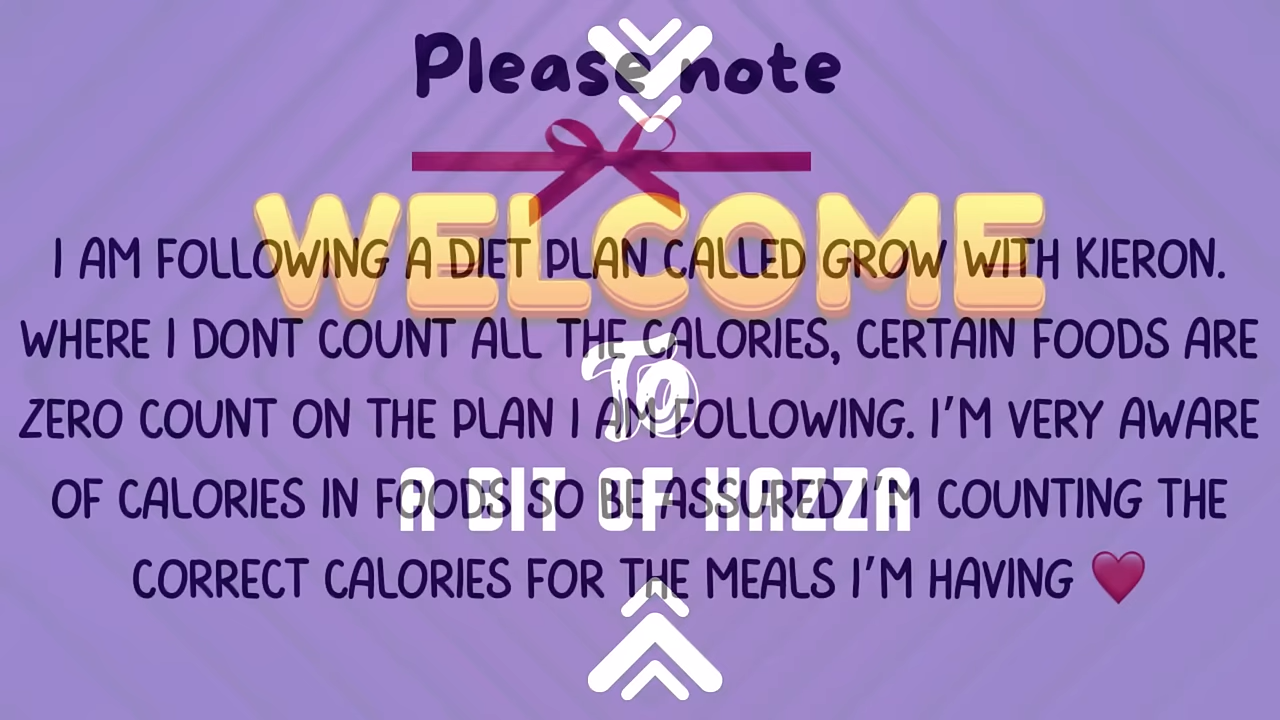 Please note
WELCOME
I AM FOLLOWING A DIET PLAN CALLED GROW WITH KIERON.
WHERE I DONT COUNT ALL THE CALORIES, CERTAIN FOODS ARE
To
ZERO COUNT ON THE PLAN I AM FOLLOWING. I'M VERY AWARE
OF CALORIES IN FOODS SO BE ASSURED I'M COUNTING THE
A BIT OF HAZZA
CORRECT CALORIES FOR THE MEALS I'M HAVING ❤️